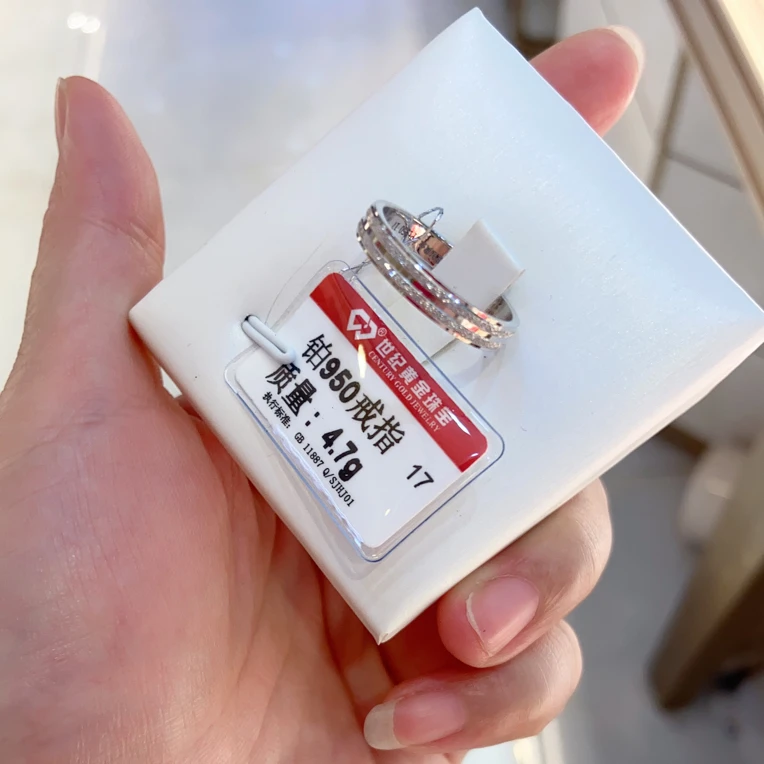 ®世纪黄金珠宝
CENTURY GOLD JEWELRY
铂950戒指
质量：4.7g
17
执行标准：GB 11887 Q/SJHJ01